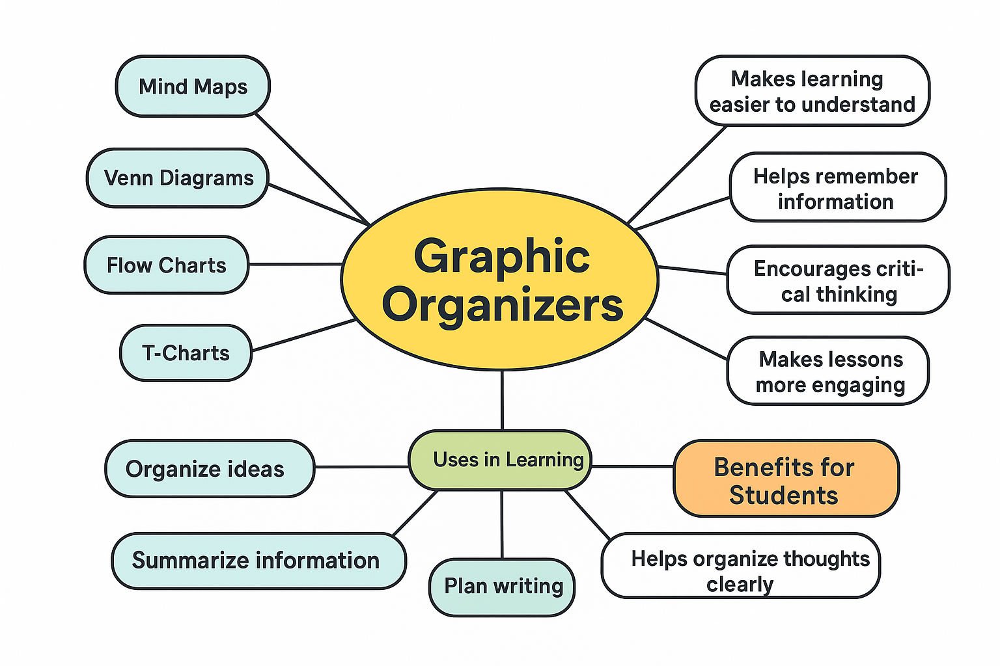 Mind Maps
Venn Diagrams
Flow Charts
T-Charts
Graphic
Organizers
Makes learning
easier to understand
Helps remember
information
Encourages criti-
cal thinking
Makes lessons
more engaging
Uses in Learning
Organize ideas
Summarize information
Plan writing
Benefits for
Students
Helps organize thoughts
clearly